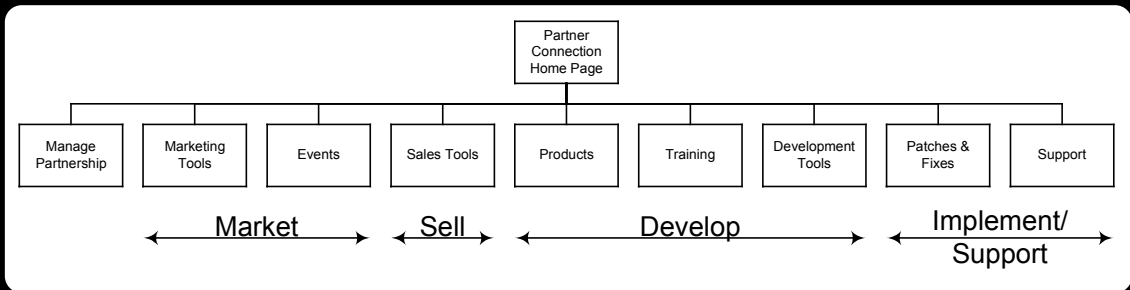 Partner
Connection
Home Page
Manage
Partnership
Marketing
Tools
Events
Sales Tools
Products
Training
Development
Tools
Patches &
Fixes
Support
Market
Sell
Develop
Implement/
Support